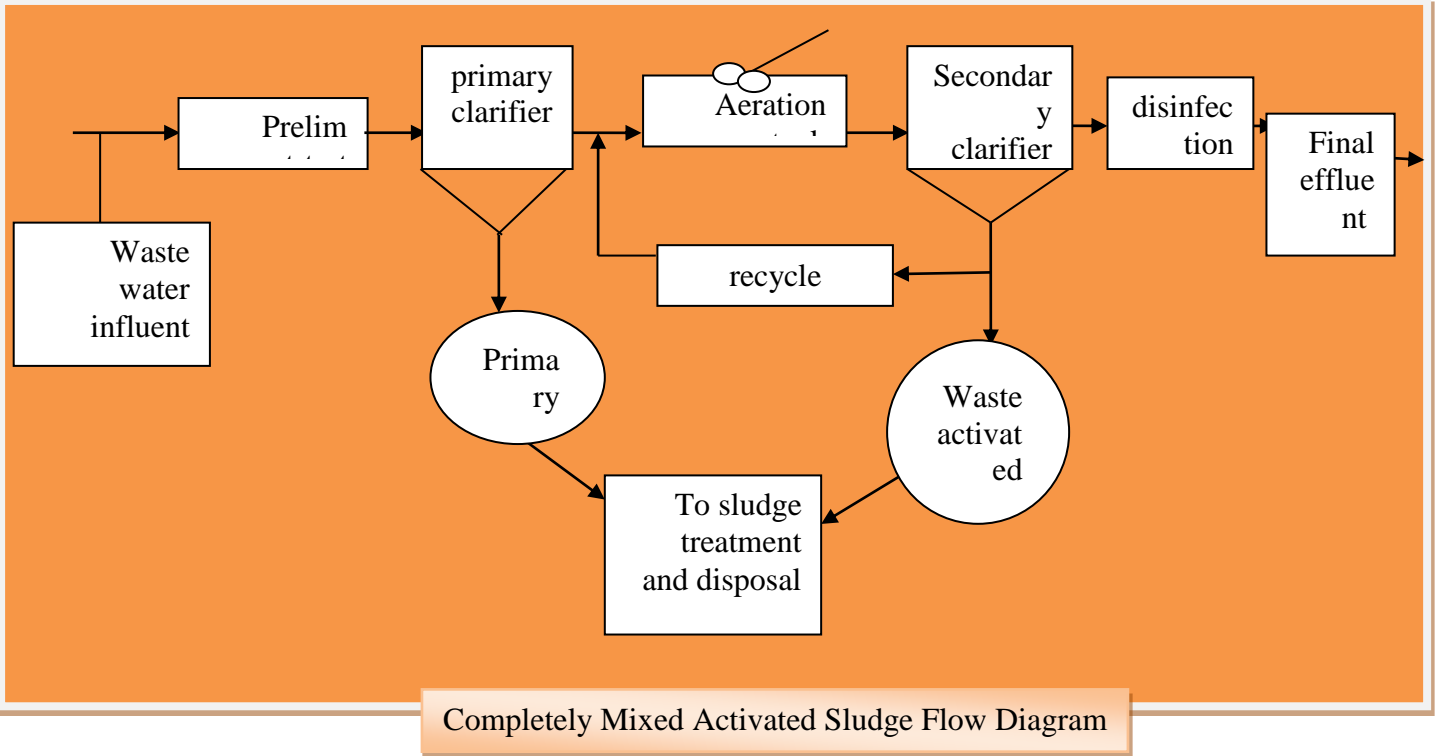 primary
clarifier
Aeration
Secondar
y
clarifier
disinfec
tion
Prelim
Final
efflue
nt
Waste
water
influent
recycle
Prima
ry
Waste
activat
ed
To sludge
treatment
and disposal
Completely Mixed Activated Sludge Flow Diagram